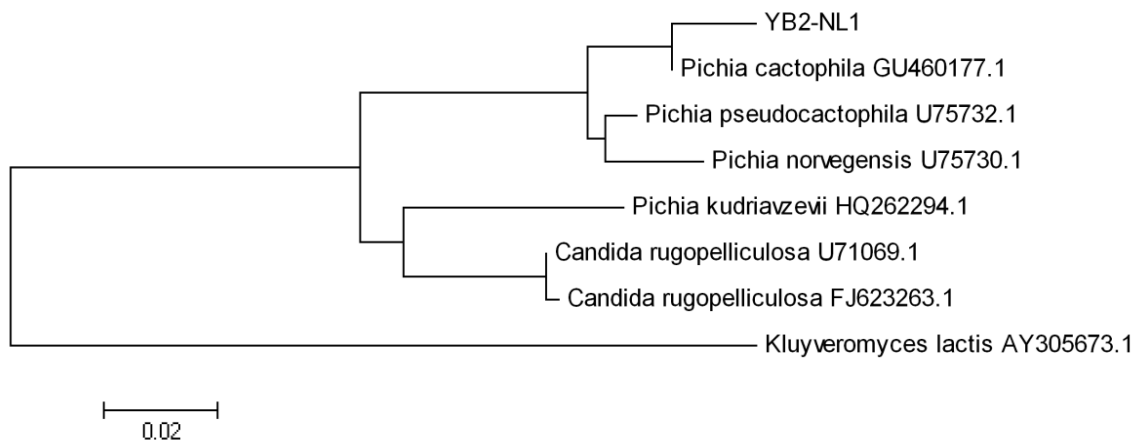 YB2-NL1
Pichia cactophila GU460177.1
Pichia pseudocactophila U75732.1
Pichia norvegensis U75730.1
Pichia kudriavzevii HQ262294.1
Candida rugopelliculosa U71069.1
Candida rugopelliculosa FJ623263.1
Kluyveromyces lactis AY305673.1
0.02